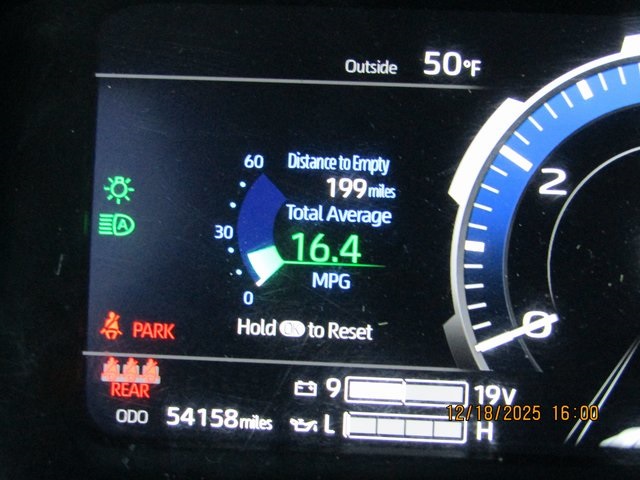 Outside 50°F
60
Distance to Empty
199 miles
Total Average
30
16.4
MPG
0
Hold OK to Reset
2
0
A
PARK
REAR
9 19V
ODO 54158 miles
L H
12/18/2025 16:00